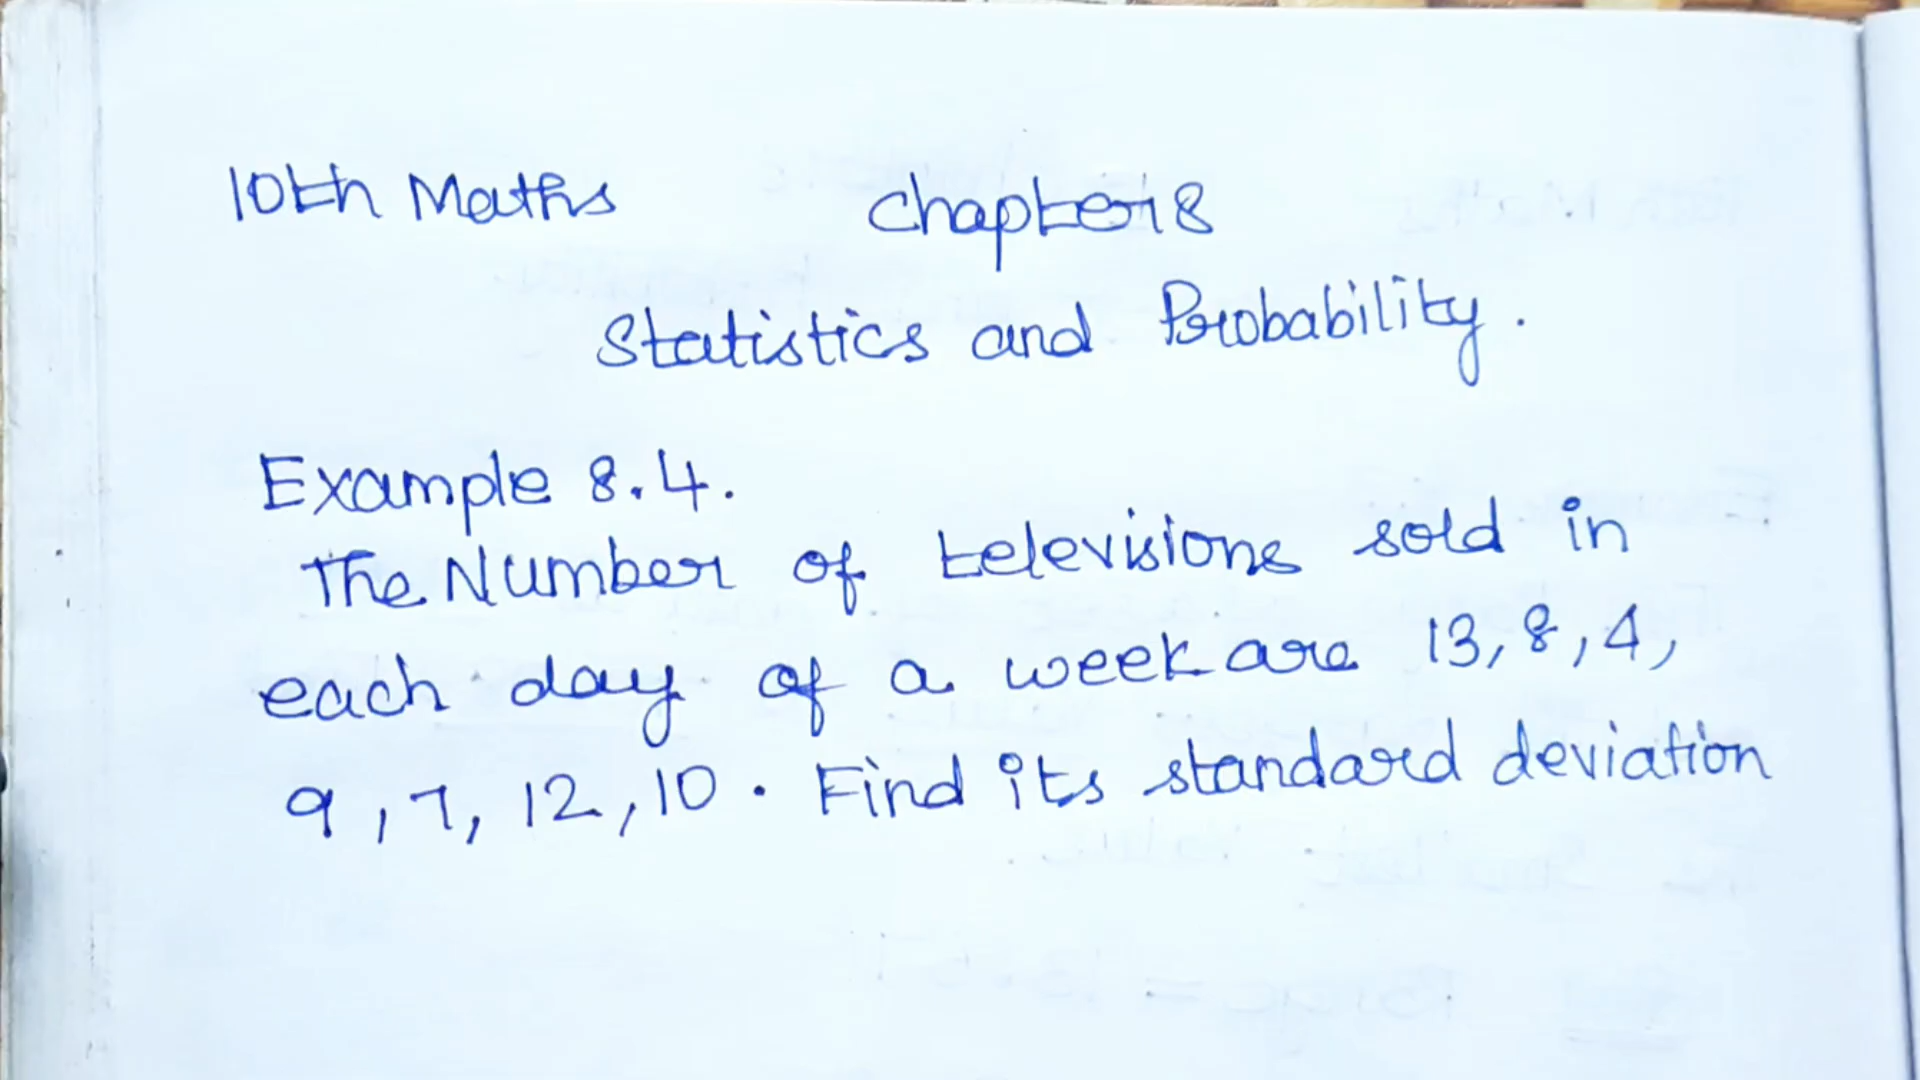 10th Maths chapter 8
Statistics and Probability.
Example 8.4.
The Number of televisions sold in
each day of a week are 13, 8, 4,
9, 7, 12, 10. Find its standard deviation